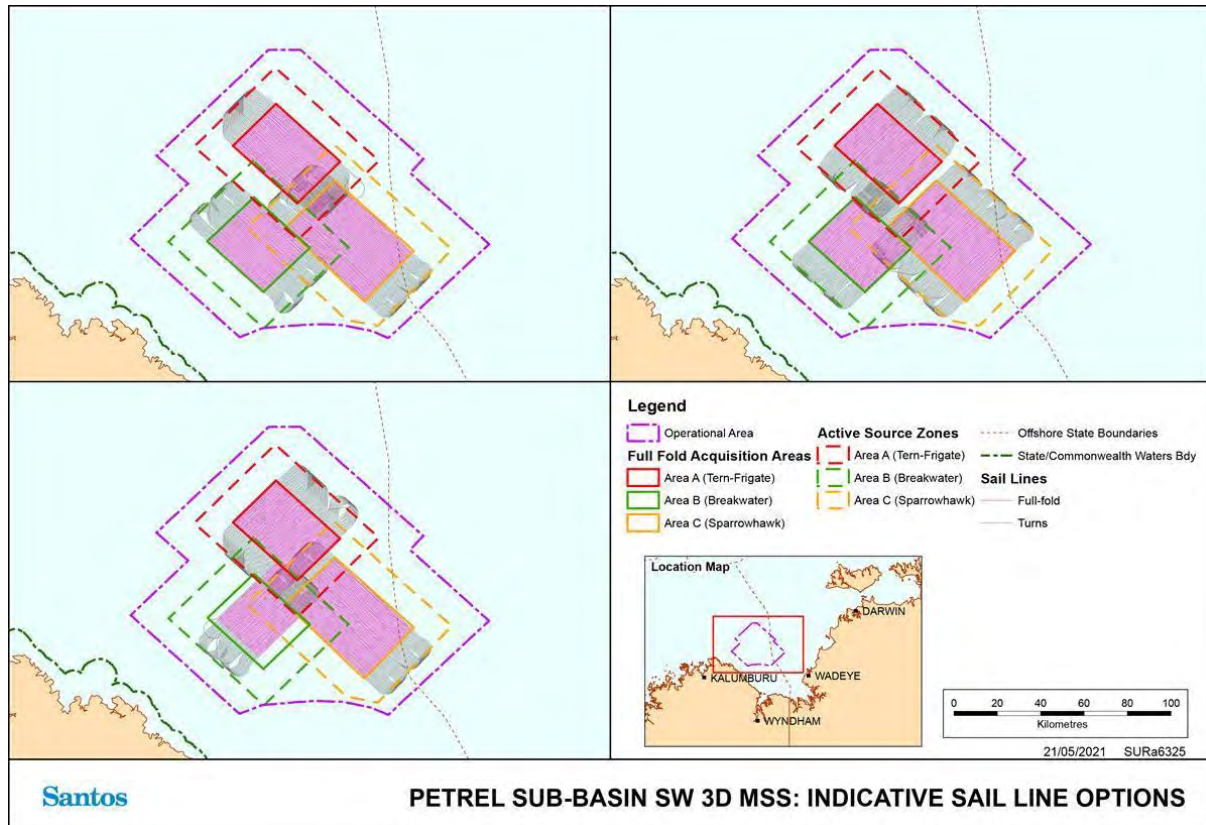 Legend
Operational Area
Full Fold Acquisition Areas
Area A (Tern-Frigate)
Area B (Breakwater)
Area C (Sparrowhawk)
Active Source Zones
Area A (Tern-Frigate)
Area B (Breakwater)
Area C (Sparrowhawk)
Offshore State Boundaries
State/Commonwealth Waters Bdy
Sail Lines
Full-fold
Turns
Location Map
DARWIN
KALUMBURU
WADEYE
WYNDHAM
0 20 40 60 80 100
Kilometres
21/05/2021 SURa6325
Santos
PETREL SUB-BASIN SW 3D MSS: INDICATIVE SAIL LINE OPTIONS